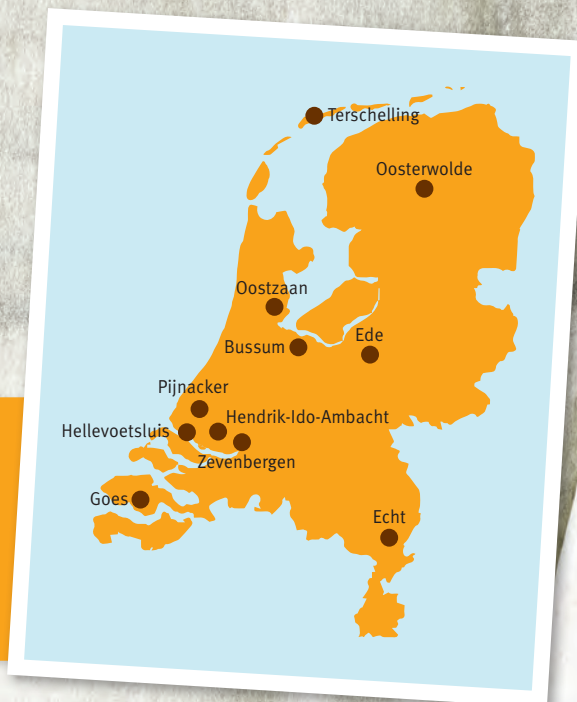 Terschelling
Oosterwolde
Oostzaan
Bussum
Ede
Pijnacker
Hendrik-Ido-Ambacht
Hellevoetsluis
Zevenbergen
Goes
Echt